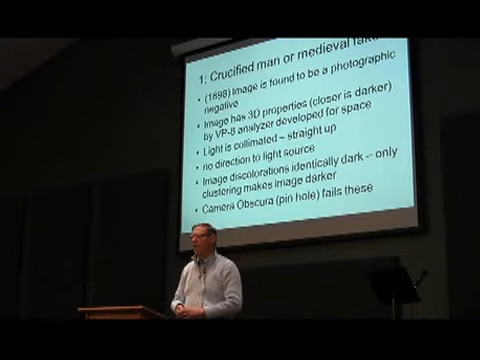 1: Crucified man or medieval fake
• (1898) Image is found to be a photographic
negative
• Image has 3D properties (closer is darker)
by VP-8 analyzer developed for space
• Light is collimated – straight up
• no direction to light source
• Image discolorations identically dark -- only
clustering makes image darker
• Camera Obscura (pin hole) fails these